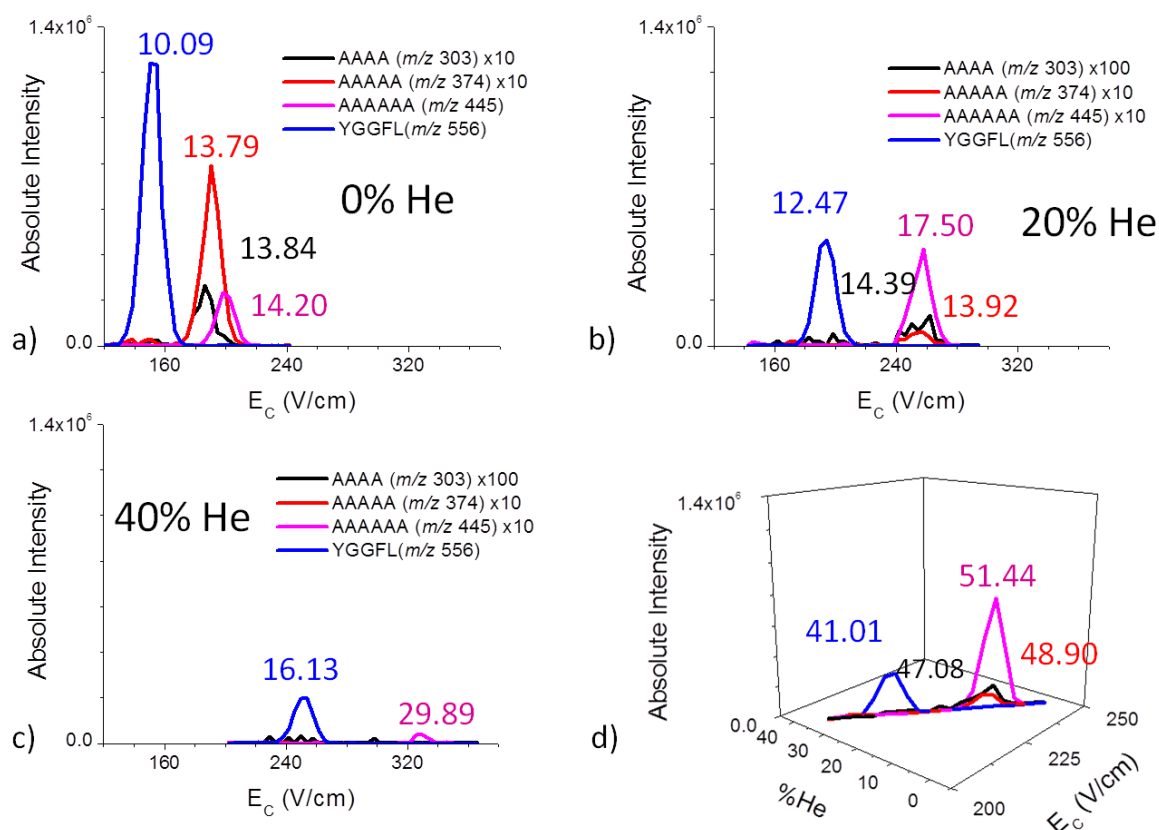 1.4x10⁶
10.09
AAAA (m/z 303) x10
AAAAA (m/z 374) x10
AAAAAA (m/z 445)
YGGFL(m/z 556)
13.79
0% He
13.84
14.20
Absolute Intensity
0.0
160 240 320
E_C (V/cm)
a)
1.4x10⁶
AAAA (m/z 303) x100
AAAAA (m/z 374) x10
AAAAAA (m/z 445) x10
YGGFL(m/z 556)
12.47
17.50
20% He
14.39
13.92
Absolute Intensity
0.0
160 240 320
E_C (V/cm)
b)
1.4x10⁶
AAAA (m/z 303) x100
AAAAA (m/z 374) x10
AAAAAA (m/z 445) x10
YGGFL(m/z 556)
40% He
16.13
29.89
Absolute Intensity
0.0
160 240 320
E_C (V/cm)
c)
1.4x10⁶
51.44
41.01
47.08
48.90
Absolute Intensity
0.0
40 30 20 10 0
%He
200 225 250
E_C (V/cm)
d)